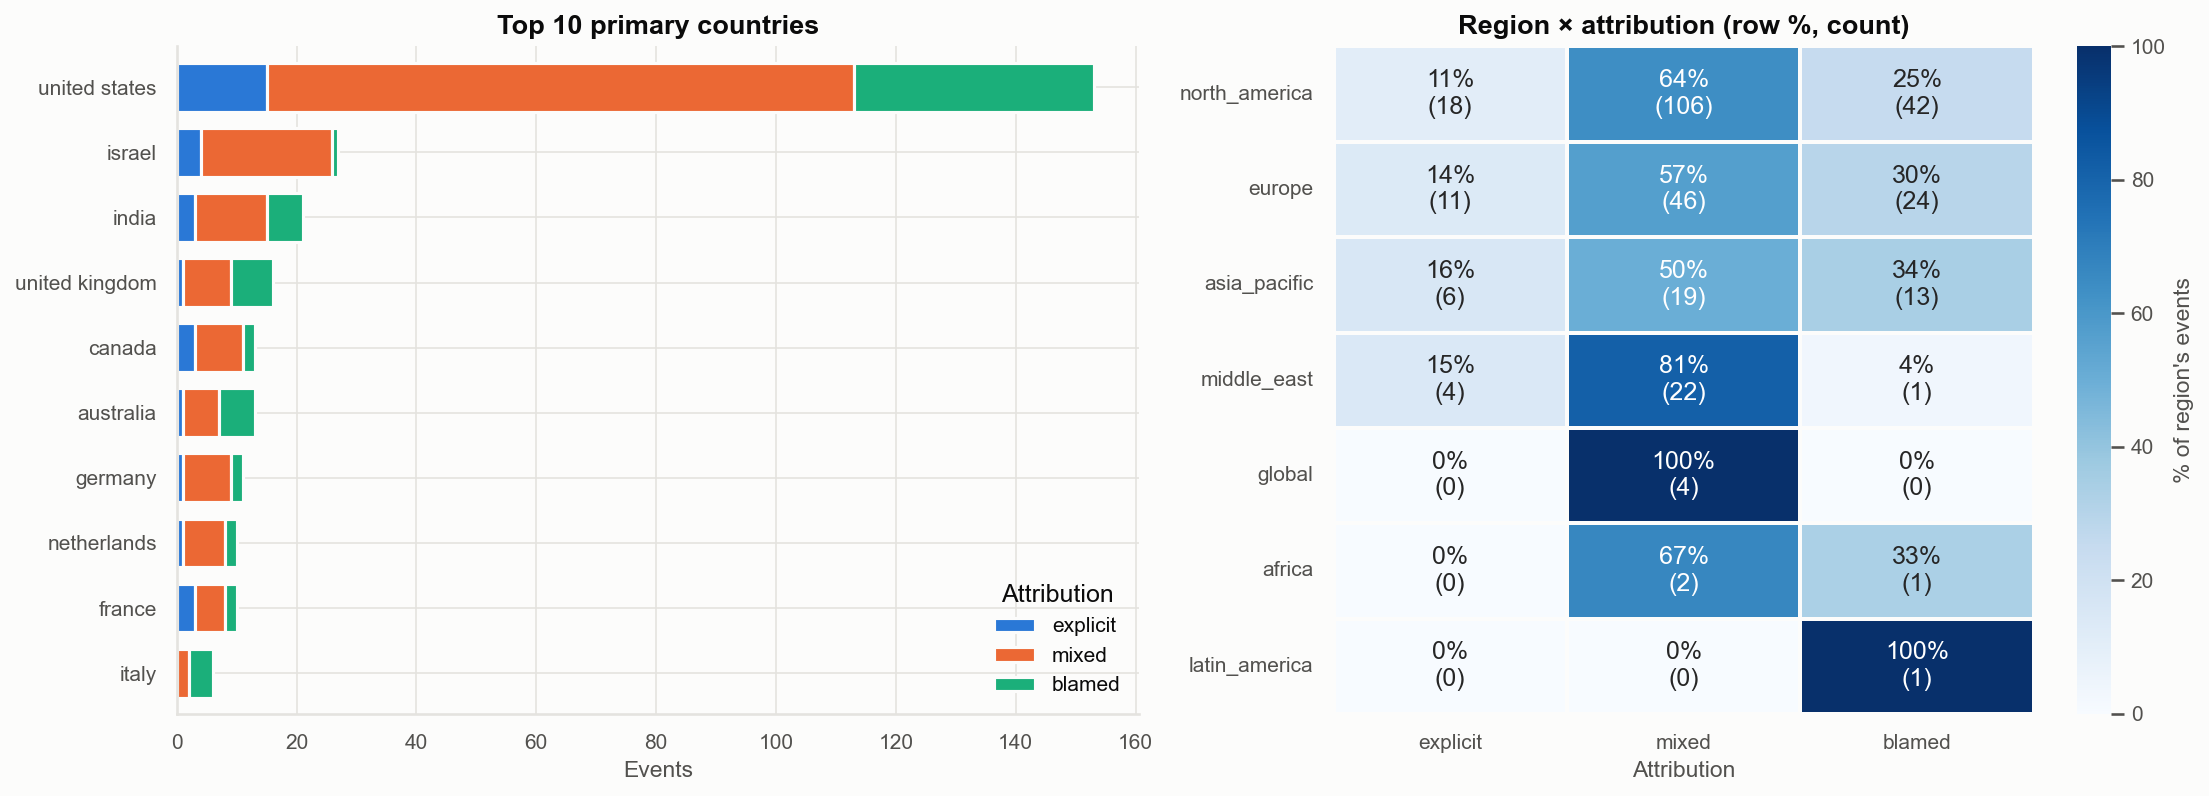 Top 10 primary countries
united states
israel
india
united kingdom
canada
australia
germany
netherlands
france
italy
0 20 40 60 80 100 120 140 160
Events
Attribution
explicit
mixed
blamed
Region × attribution (row %, count)
north_america
11% 64% 25%
(18) (106) (42)
europe
14% 57% 30%
(11) (46) (24)
asia_pacific
16% 50% 34%
(6) (19) (13)
middle_east
15% 81% 4%
(4) (22) (1)
global
0% 100% 0%
(0) (4) (0)
africa
0% 67% 33%
(0) (2) (1)
latin_america
0% 0% 100%
(0) (0) (1)
explicit mixed blamed
Attribution
100
80
60
40
20
0
% of region's events